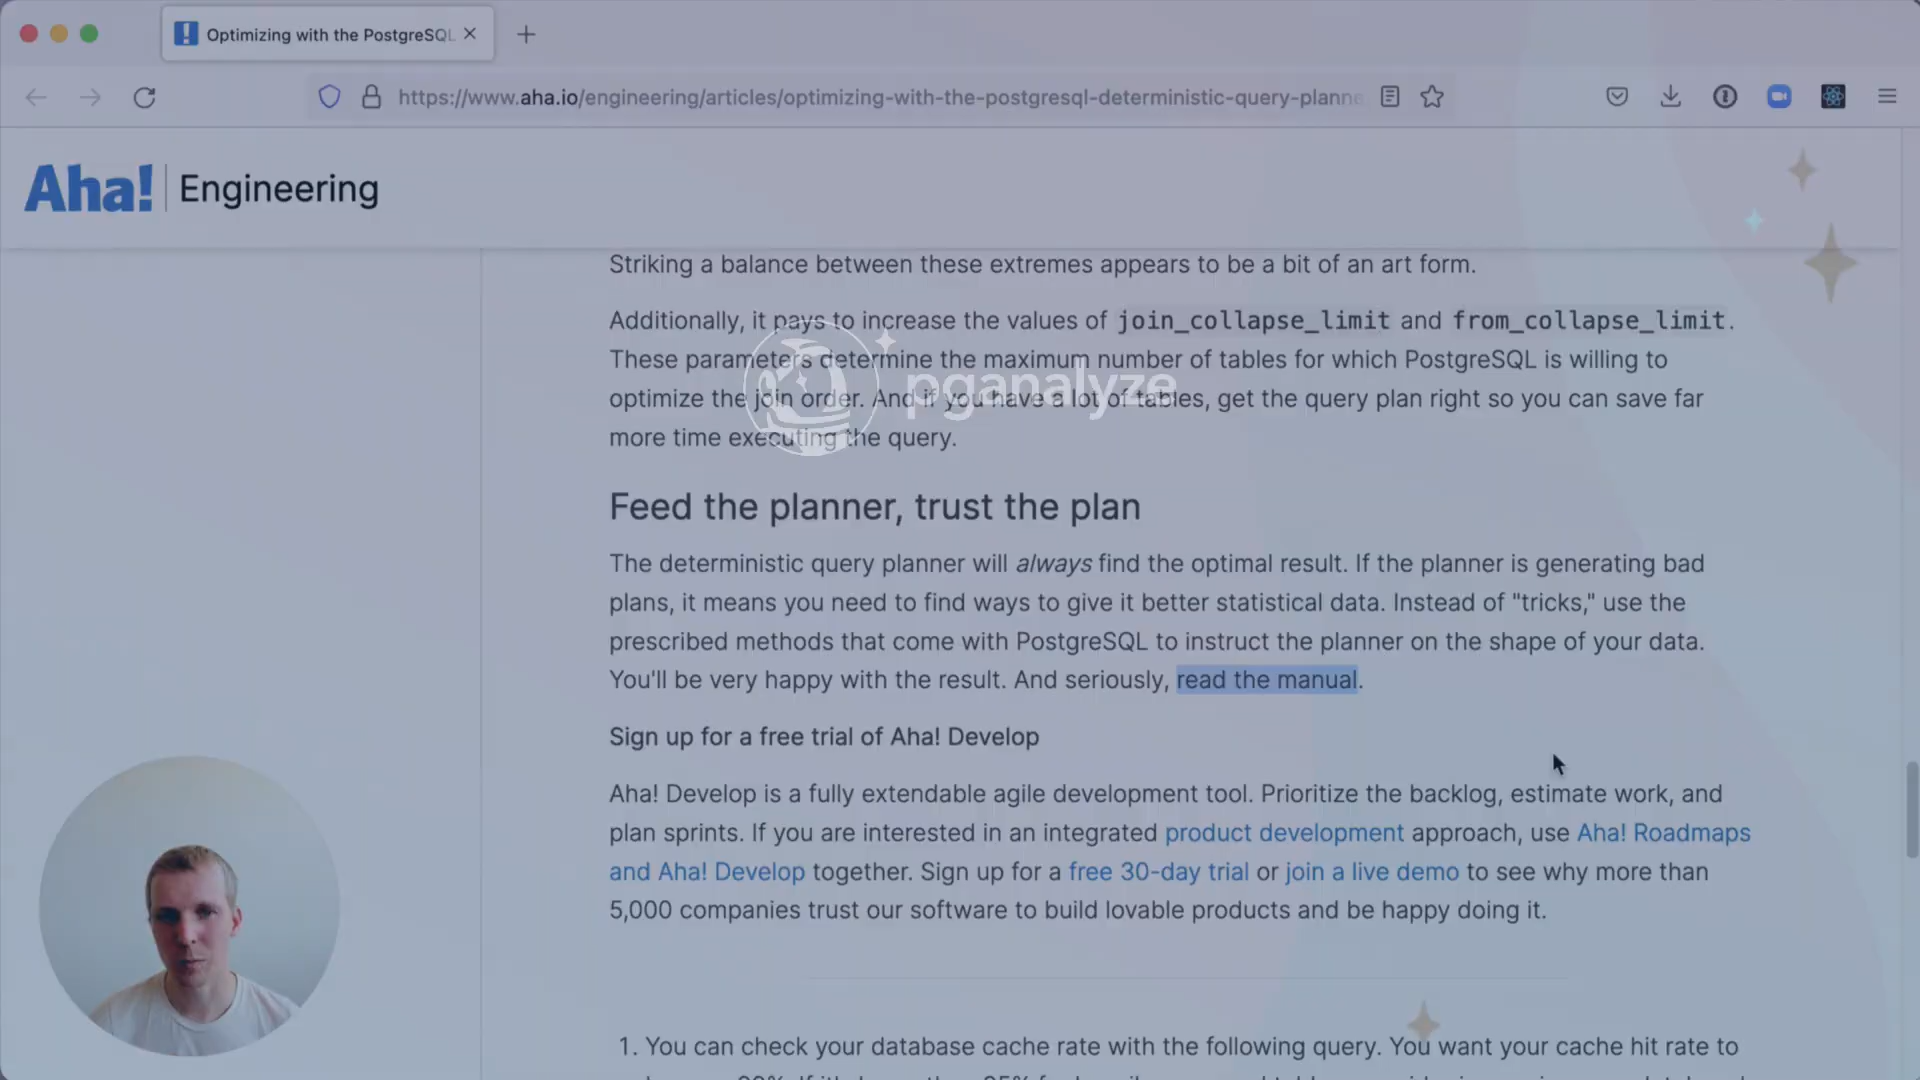 Optimizing with the PostgreSQL
https://www.aha.io/engineering/articles/optimizing-with-the-postgresql-deterministic-query-planne
Aha! Engineering
Striking a balance between these extremes appears to be a bit of an art form.
Additionally, it pays to increase the values of join_collapse_limit and from_collapse_limit.
These parameters determine the maximum number of tables for which PostgreSQL is willing to
optimize the join order. And if you have a lot of tables, get the query plan right so you can save far
more time executing the query.
pganalyze
Feed the planner, trust the plan
The deterministic query planner will always find the optimal result. If the planner is generating bad
plans, it means you need to find ways to give it better statistical data. Instead of "tricks," use the
prescribed methods that come with PostgreSQL to instruct the planner on the shape of your data.
You'll be very happy with the result. And seriously, read the manual.
Sign up for a free trial of Aha! Develop
Aha! Develop is a fully extendable agile development tool. Prioritize the backlog, estimate work, and
plan sprints. If you are interested in an integrated product development approach, use Aha! Roadmaps
and Aha! Develop together. Sign up for a free 30-day trial or join a live demo to see why more than
5,000 companies trust our software to build lovable products and be happy doing it.
1. You can check your database cache rate with the following query. You want your cache hit rate to